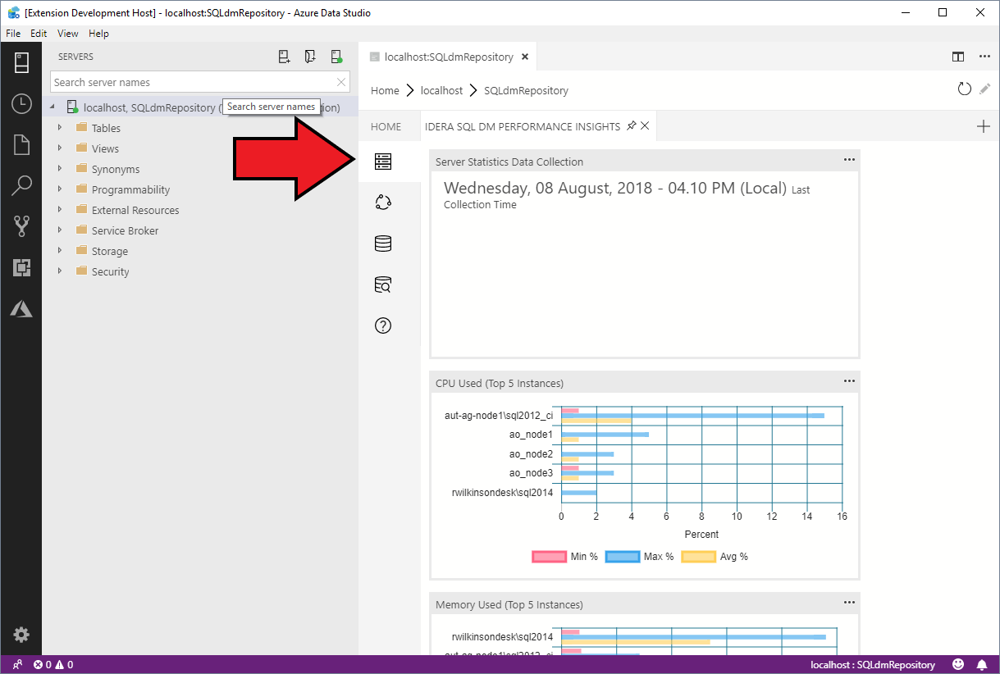 [Extension Development Host] - localhost:SQLdmRepository - Azure Data Studio
File Edit View Help
SERVERS
Search server names
localhost, SQLdmRepository (
ion)
Search server names
Tables
Views
Synonyms
Programmability
External Resources
Service Broker
Storage
Security
localhost:SQLdmRepository
Home localhost SQLdmRepository
HOME IDERA SQL DM PERFORMANCE INSIGHTS
Server Statistics Data Collection
Wednesday, 08 August, 2018 - 04.10 PM (Local) Last
Collection Time
CPU Used (Top 5 Instances)
aut-ag-node1\sql2012_ci
ao_node1
ao_node2
ao_node3
rwilkinsondesk\sql2014
0 2 4 6 8 10 12 14 16
Percent
Min % Max % Avg %
Memory Used (Top 5 Instances)
rwilkinsondesk\sql2014
aut-ag-node1\sql2012_ci
0 0
localhost : SQLdmRepository